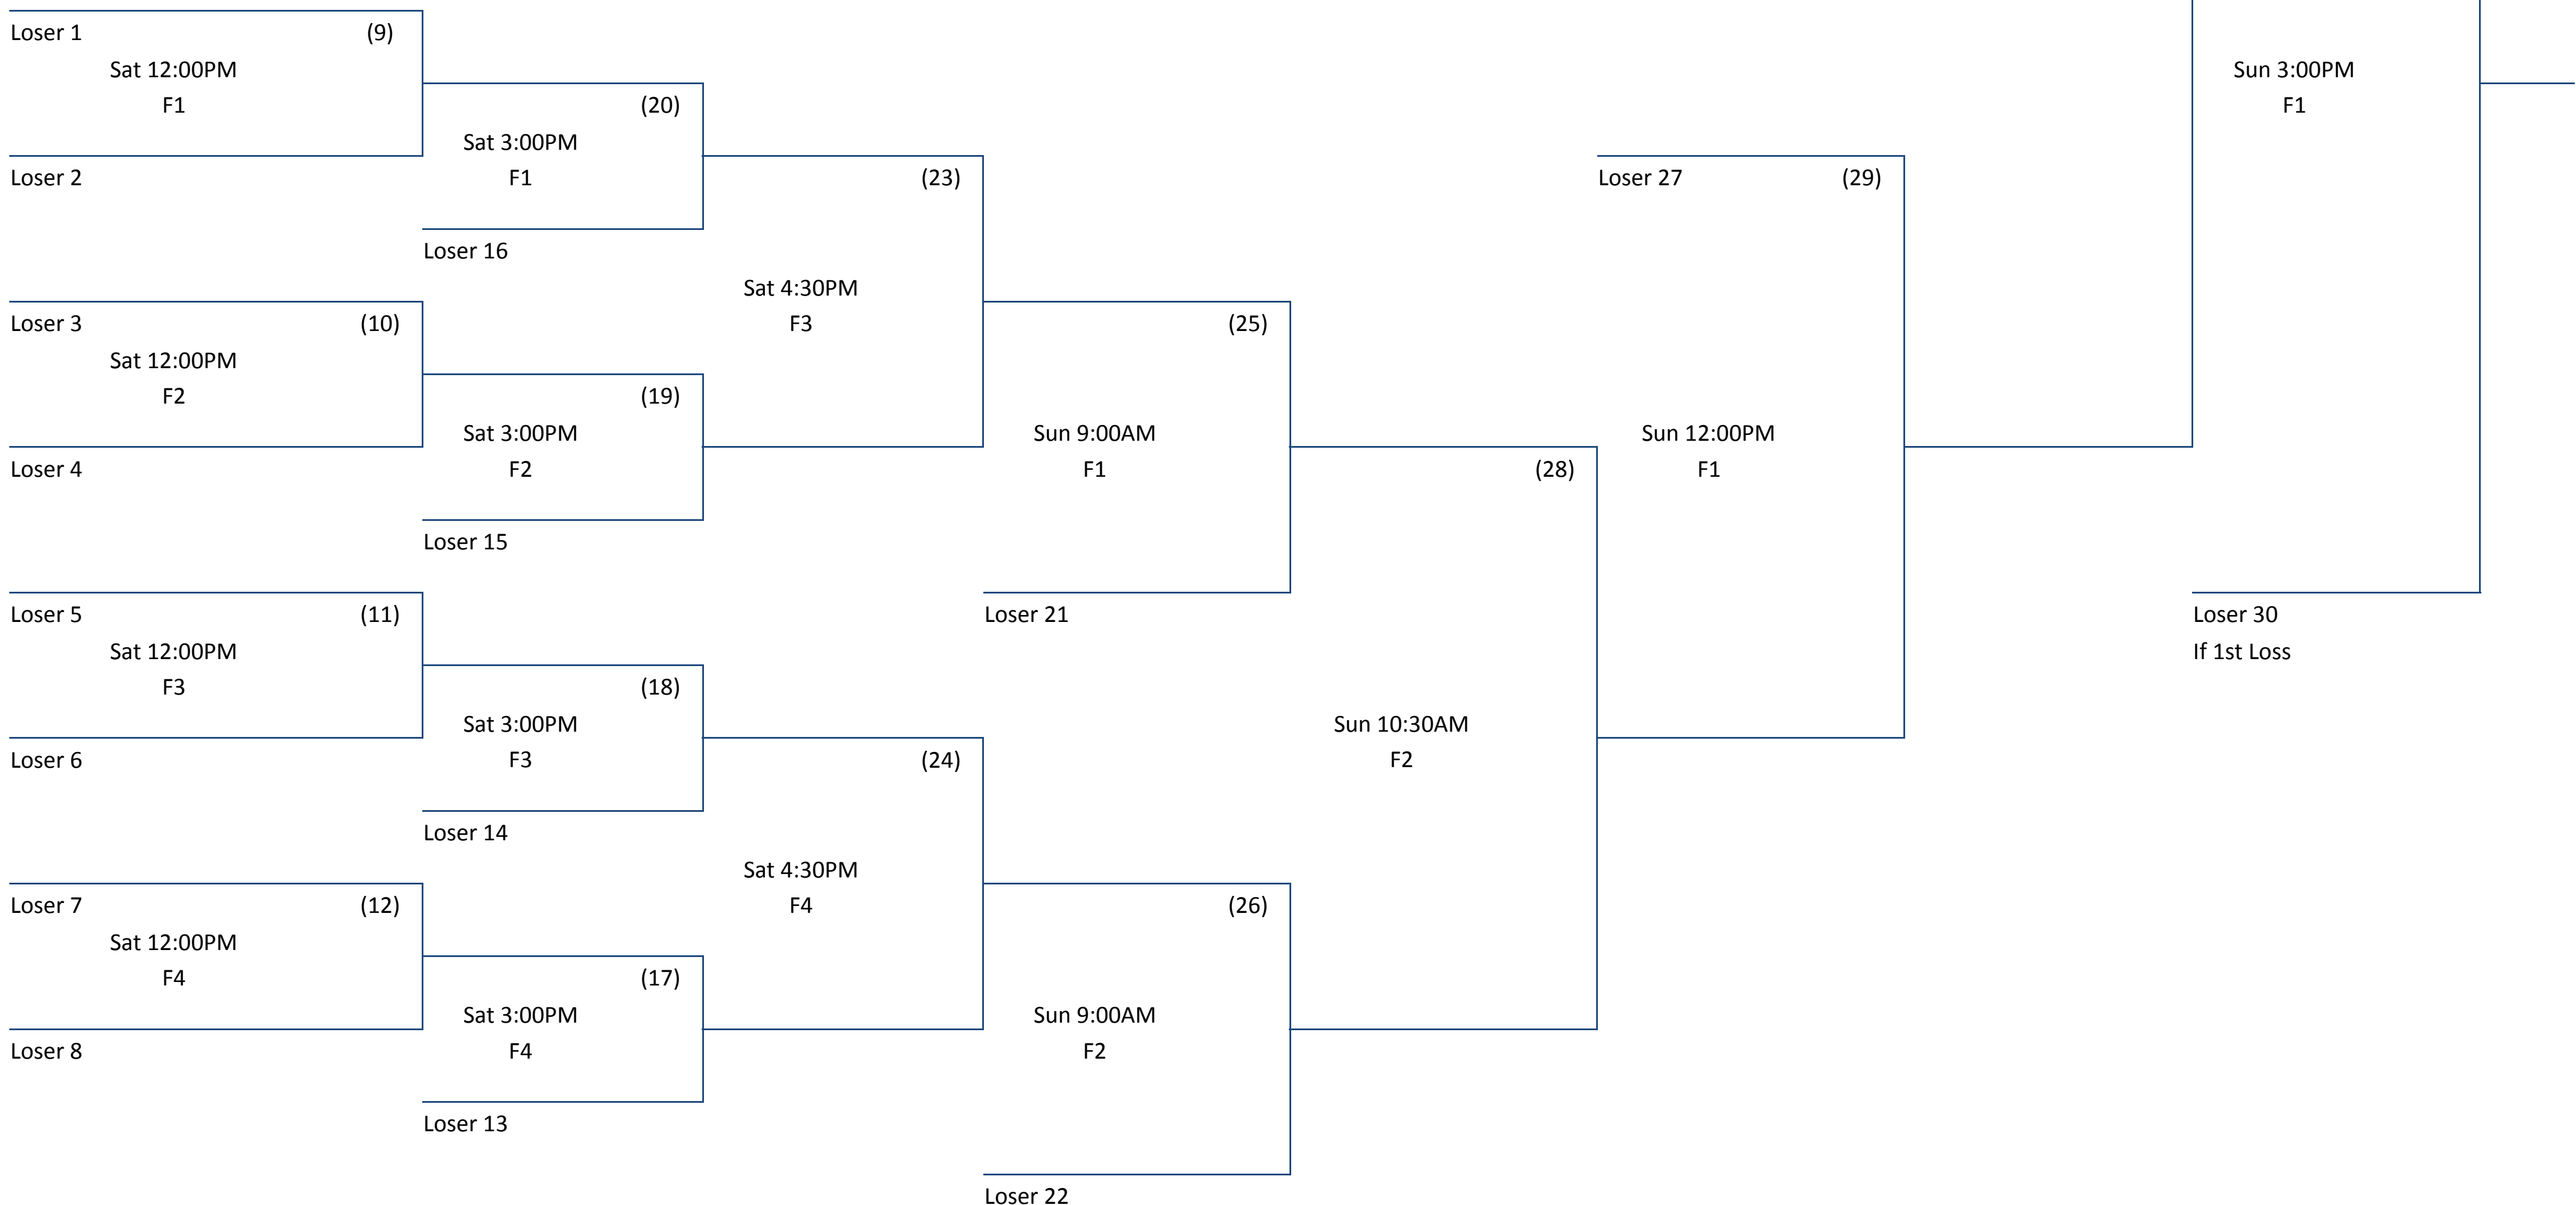 Loser 1 (9)
Sat 12:00PM
F1
Loser 2
(20)
Sat 3:00PM
F1
Loser 16
Loser 3 (10)
Sat 12:00PM
F2
Loser 4
(19)
Sat 3:00PM
F2
Loser 15
(23)
Sat 4:30PM
F3
Loser 5 (11)
Sat 12:00PM
F3
Loser 6
(18)
Sat 3:00PM
F3
Loser 14
Loser 7 (12)
Sat 12:00PM
F4
Loser 8
(17)
Sat 3:00PM
F4
Loser 13
(24)
Sat 4:30PM
F4
(25)
Sun 9:00AM
F1
Loser 21
(26)
Sun 9:00AM
F2
Loser 22
(28)
Sun 10:30AM
F2
Loser 27 (29)
Sun 12:00PM
F1
Sun 3:00PM
F1
Loser 30
If 1st Loss